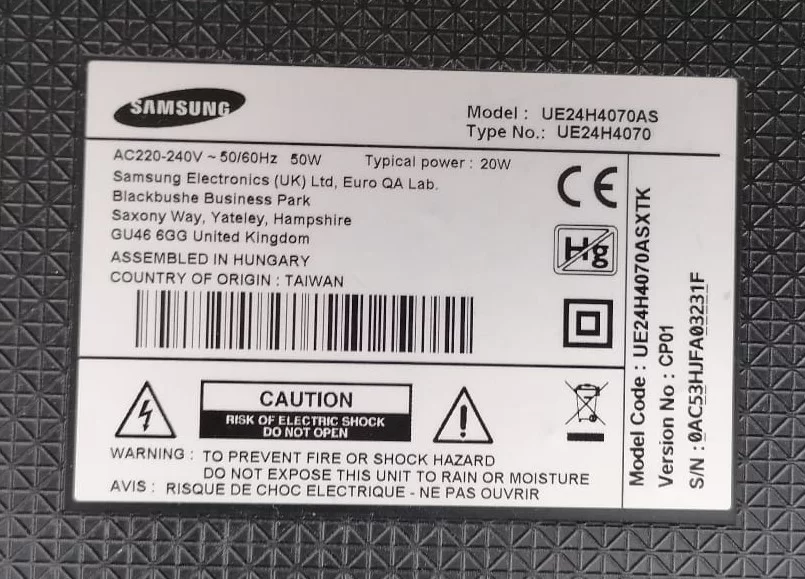 SAMSUNG
Model : UE24H4070AS
Type No.: UE24H4070
AC220-240V ~ 50/60Hz 50W Typical power : 20W
Samsung Electronics (UK) Ltd, Euro QA Lab.
Blackbushe Business Park
Saxony Way, Yateley, Hampshire
GU46 6GG United Kingdom
ASSEMBLED IN HUNGARY
COUNTRY OF ORIGIN : TAIWAN
CE
Hg
CAUTION
RISK OF ELECTRIC SHOCK
DO NOT OPEN
WARNING : TO PREVENT FIRE OR SHOCK HAZARD
DO NOT EXPOSE THIS UNIT TO RAIN OR MOISTURE
AVIS : RISQUE DE CHOC ELECTRIQUE - NE PAS OUVRIR
Model Code : UE24H4070ASXTK
Version No : CP01
S/N : 0AC53HJFA03231F